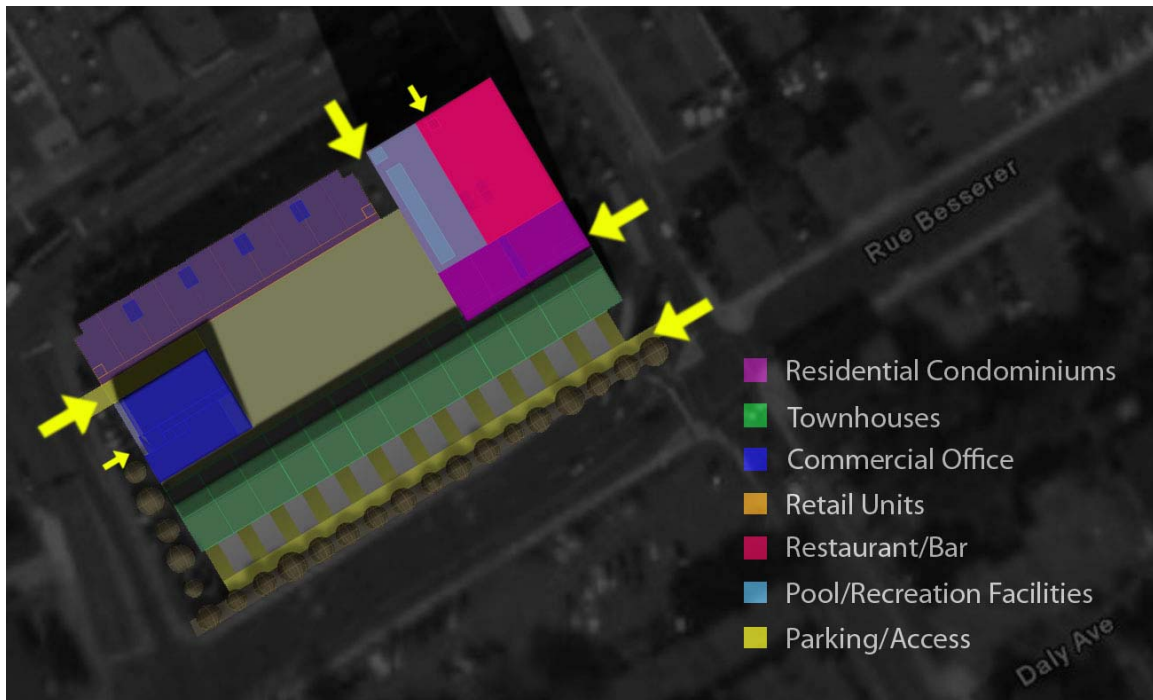 Rue Besserer
Residential Condominiums
Townhouses
Commercial Office
Retail Units
Restaurant/Bar
Pool/Recreation Facilities
Parking/Access
Daly Ave